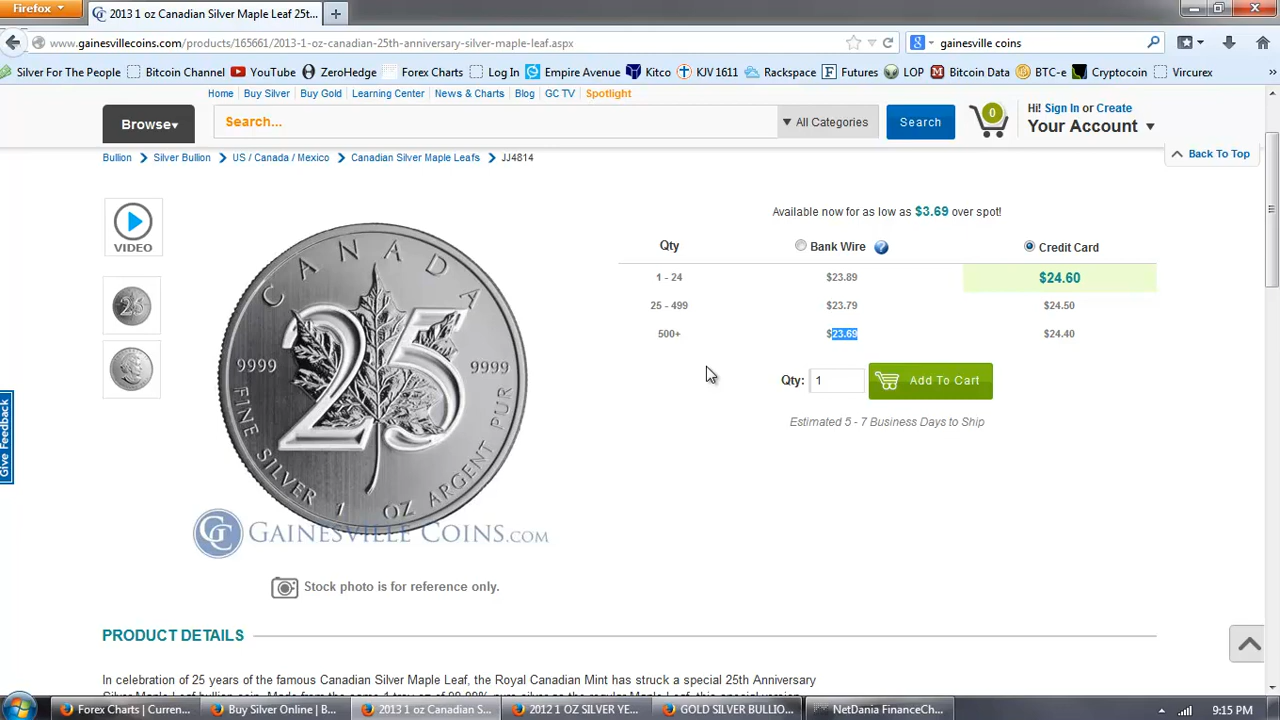 Firefox
2013 1 oz Canadian Silver Maple Leaf 25t...
www.gainesvillecoins.com/products/165661/2013-1-oz-canadian-25th-anniversary-silver-maple-leaf.aspx
gainesville coins
Silver For The People Bitcoin Channel YouTube ZeroHedge Forex Charts Log In Empire Avenue Kitco KJV1611 Rackspace Futures LOP Bitcoin Data BTC-e Cryptocoin Vircurex »
Home Buy Silver Buy Gold Learning Center News & Charts Blog GC TV Spotlight
Browse
Search...
All Categories
Search
0
Hi! Sign In or Create
Your Account
Bullion Silver Bullion US / Canada / Mexico Canadian Silver Maple Leafs JJ4814
Back To Top
VIDEO
CANADA
25
9999 9999
FINE SILVER 1 OZ ARGENT PUR
GC GAINESVILLE COINS.COM
Stock photo is for reference only.
Available now for as low as $3.69 over spot!
Qty Bank Wire ? Credit Card
1 - 24 $23.89 $24.60
25 - 499 $23.79 $24.50
500+ $23.69 $24.40
Qty: 1 Add To Cart
Estimated 5 - 7 Business Days to Ship
Give Feedback
PRODUCT DETAILS
In celebration of 25 years of the famous Canadian Silver Maple Leaf, the Royal Canadian Mint has struck a special 25th Anniversary
Forex Charts | Curren... Buy Silver Online | B... 2013 1 oz Canadian S... 2012 1 OZ SILVER YE... GOLD SILVER BULLIO... NetDania FinanceCh...
9:15 PM